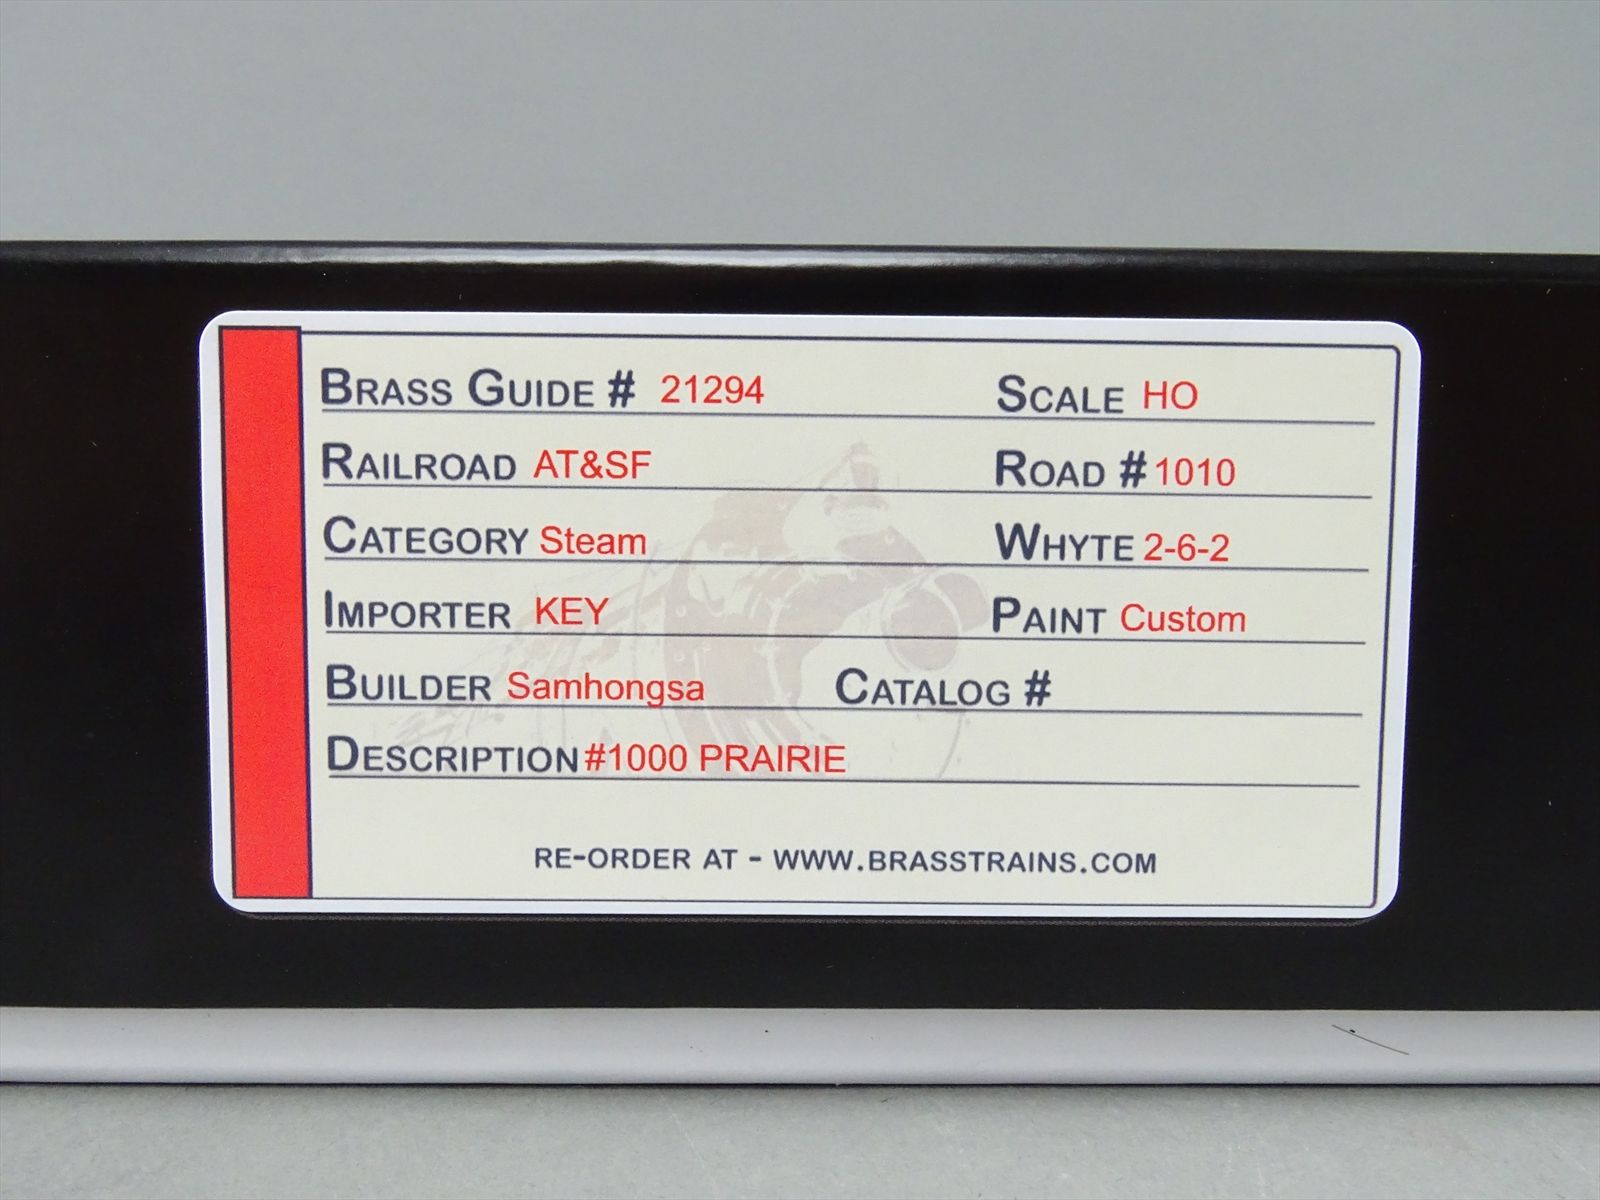 BRASS GUIDE # 21294 SCALE HO
RAILROAD AT&SF ROAD # 1010
CATEGORY Steam WHYTE 2-6-2
IMPORTER KEY PAINT Custom
BUILDER Samhongsa CATALOG #
DESCRIPTION #1000 PRAIRIE
RE-ORDER AT - WWW.BRASSTRAINS.COM